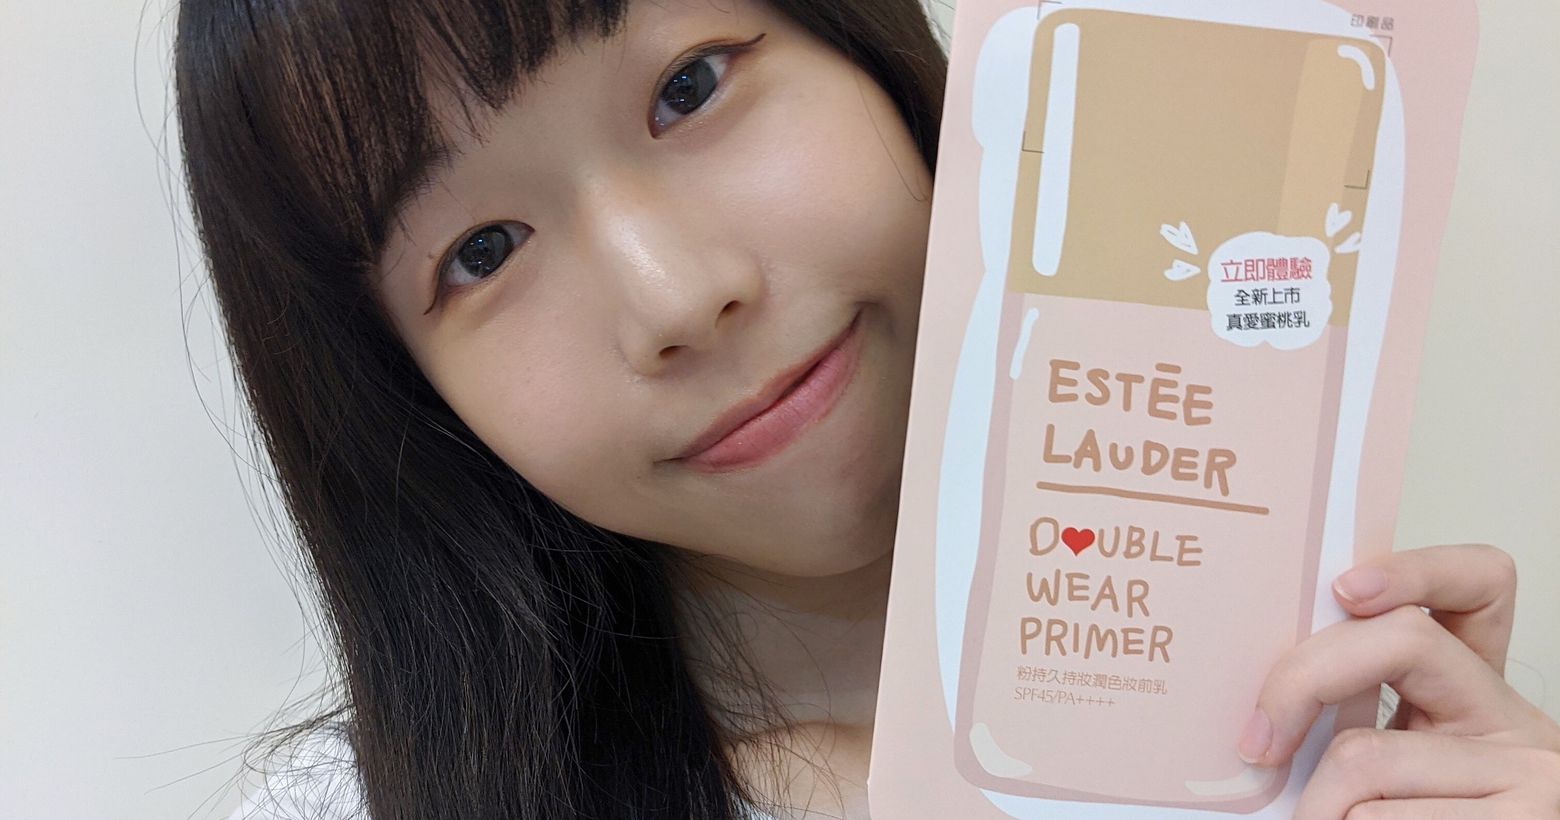 印刷品
立即體驗
全新上市
真愛蜜桃乳
ESTĒE
LAUDER
D❤UBLE
WEAR
PRIMER
粉持久持妝潤色妝前乳
SPF45/PA++++